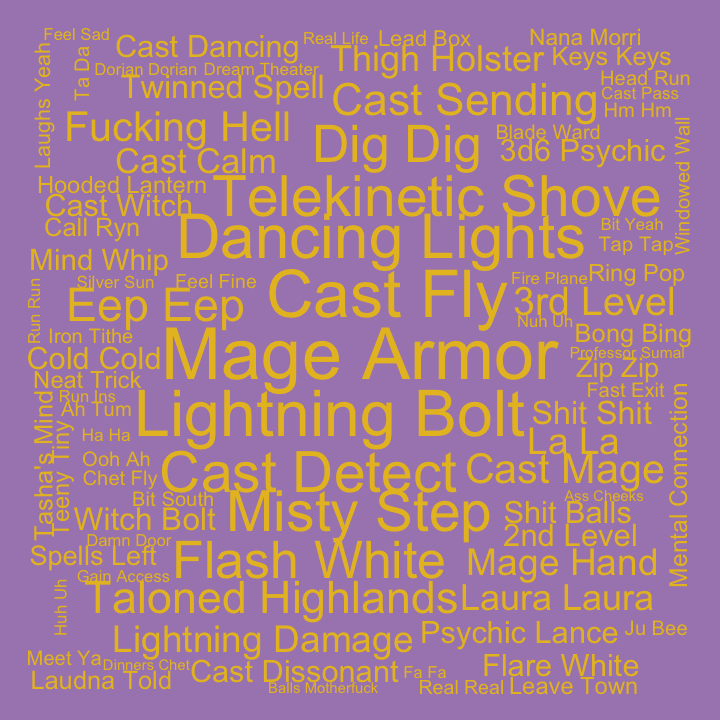 Feel Sad
Cast Dancing
Real Life
Lead Box
Nana Morri
Laughs Yeah
Ta Da
Dorian Dorian
Dream Theater
Thigh Holster
Keys Keys
Twinned Spell
Head Run
Cast Sending
Cast Pass
Hm Hm
Fucking Hell
Dig Dig
Blade Ward
3d6 Psychic
Windowed Wall
Cast Calm
Hooded Lantern
Telekinetic Shove
Cast Witch
Call Ryn
Dancing Lights
Bit Yeah
Tap Tap
Mind Whip
Silver Sun
Feel Fine
Fire Plane
Ring Pop
Run Run
Eep Eep
Cast Fly
3rd Level
Nuh Uh
Iron Tithe
Bong Bing
Cold Cold
Mage Armor
Professor Sumal
Zip Zip
Neat Trick
Fast Exit
Run Ins
Ah Tum
Lightning Bolt
Shit Shit
Tasha's Mind
Teeny Tiny
Ha Ha
La La
Mental Connection
Ooh Ah
Chet Fly
Cast Detect
Cast Mage
Bit South
Ass Cheeks
Witch Bolt
Misty Step
Shit Balls
Damn Door
2nd Level
Spells Left
Flash White
Mage Hand
Gain Access
Huh Uh
Taloned Highlands
Laura Laura
Lightning Damage
Psychic Lance
Ju Bee
Meet Ya
Dinners Chet
Cast Dissonant
Fa Fa
Flare White
Laudna Told
Balls Motherfuck
Real Real
Leave Town